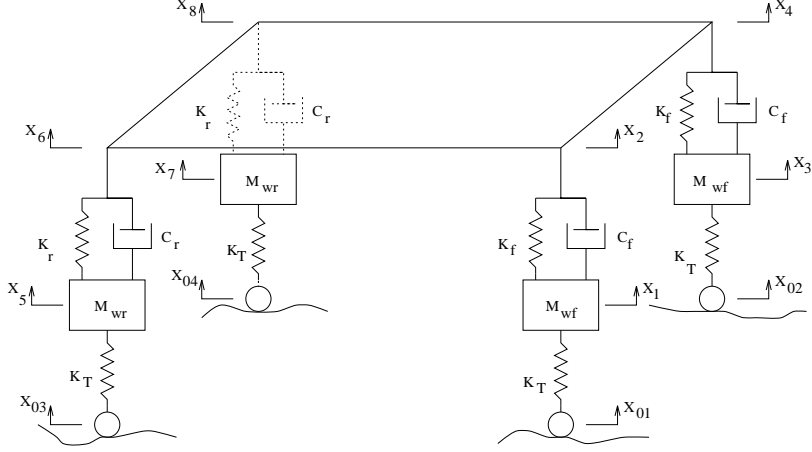 X8
X4
Kr
Cr
Kf
Cf
X6
X2
X7
Mwr
Mwf
X3
Kr
Cr
KT
Kf
Cf
KT
X5
X04
X02
Mwr
Mwf
X1
KT
KT
X03
X01